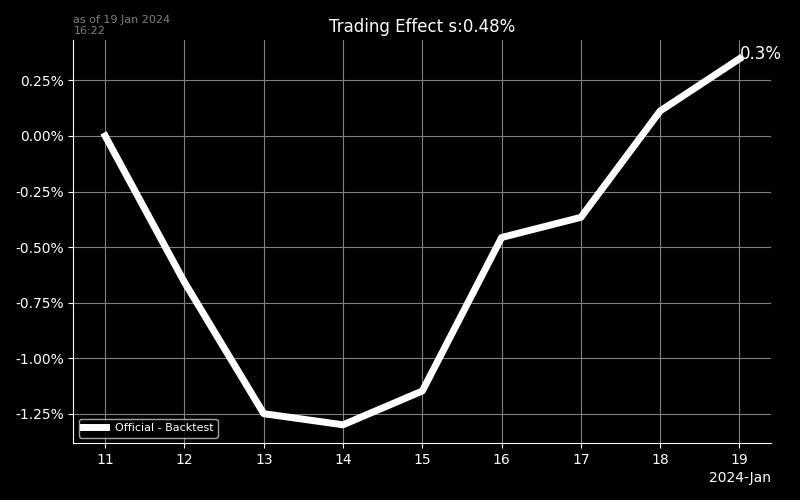 as of 19 Jan 2024
16:22
Trading Effect s:0.48%
0.3%
0.25%
0.00%
-0.25%
-0.50%
-0.75%
-1.00%
-1.25%
Official - Backtest
11 12 13 14 15 16 17 18 19
2024-Jan